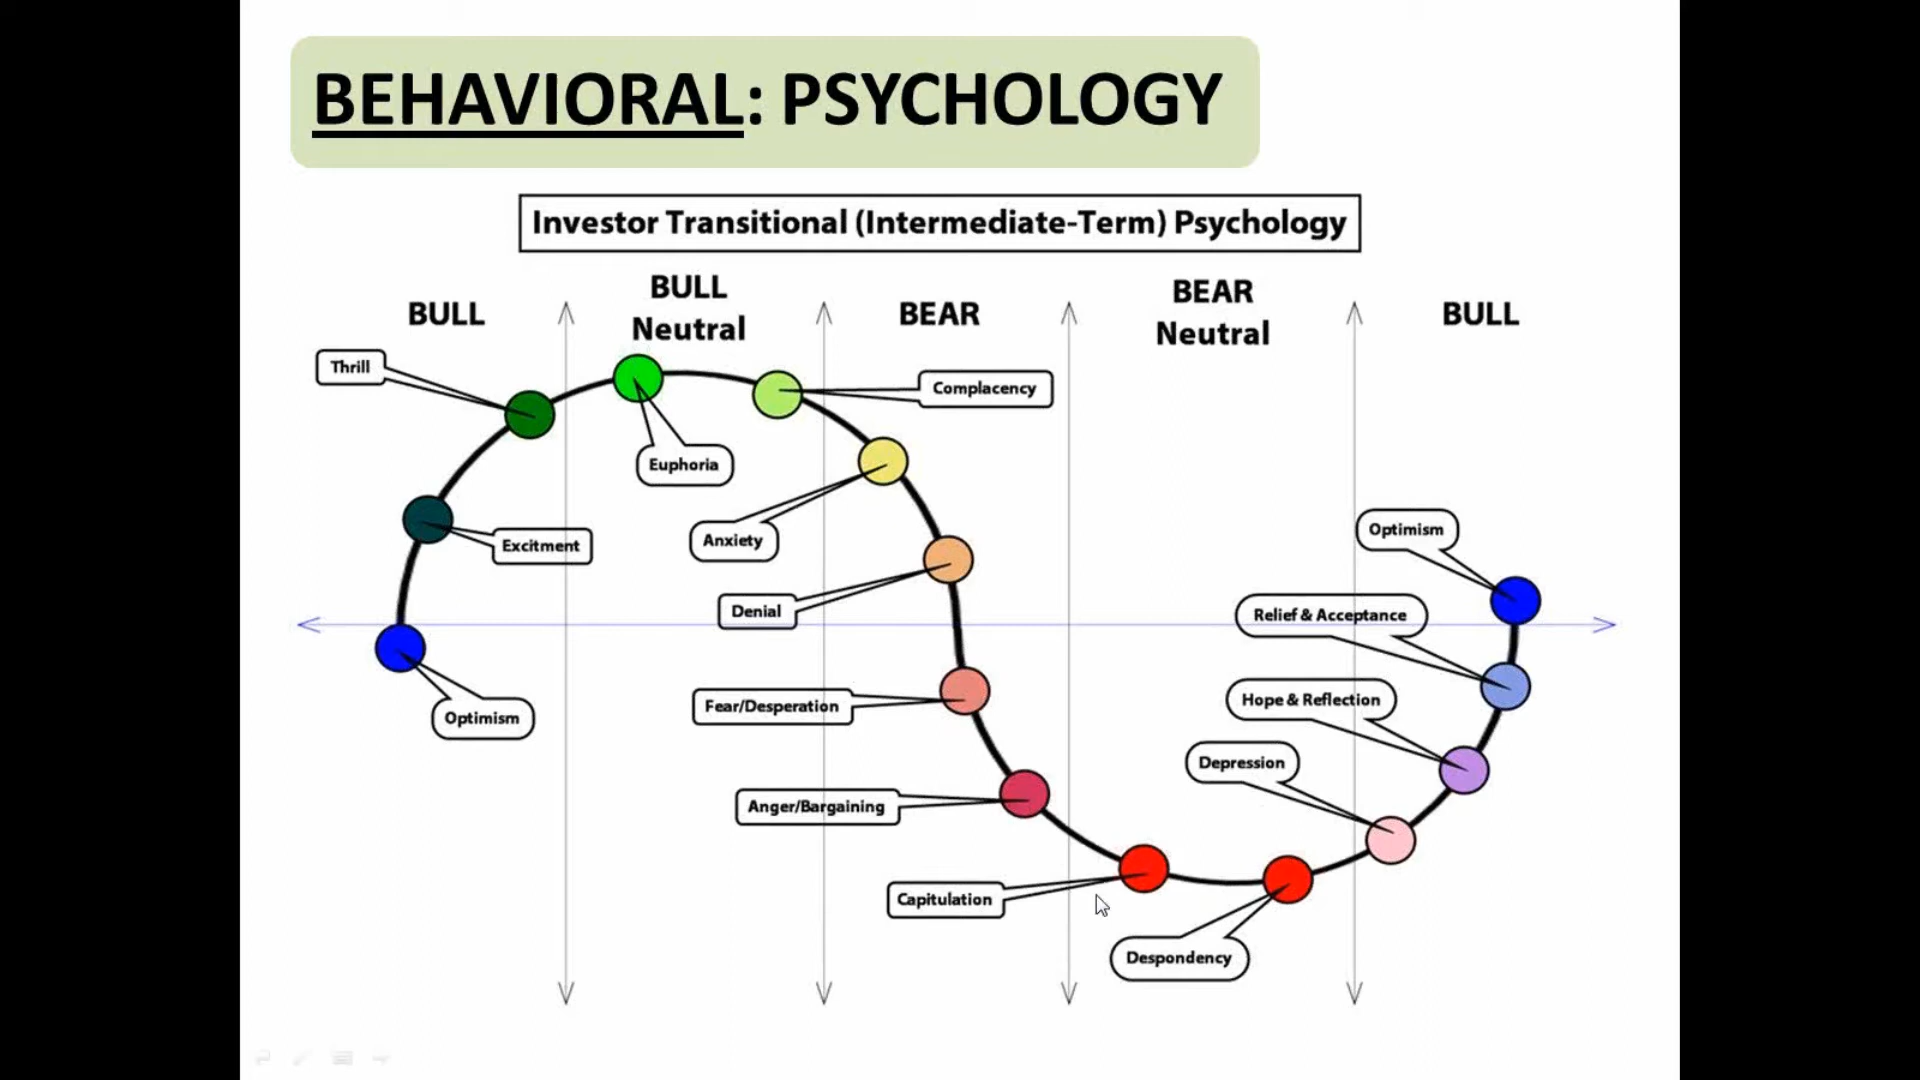 BEHAVIORAL: PSYCHOLOGY
Investor Transitional (Intermediate-Term) Psychology
BULL
BULL
Neutral
BEAR
BEAR
Neutral
BULL
Thrill
Complacency
Euphoria
Excitment
Anxiety
Optimism
Denial
Relief & Acceptance
Fear/Desperation
Hope & Reflection
Optimism
Depression
Anger/Bargaining
Capitulation
Despondency